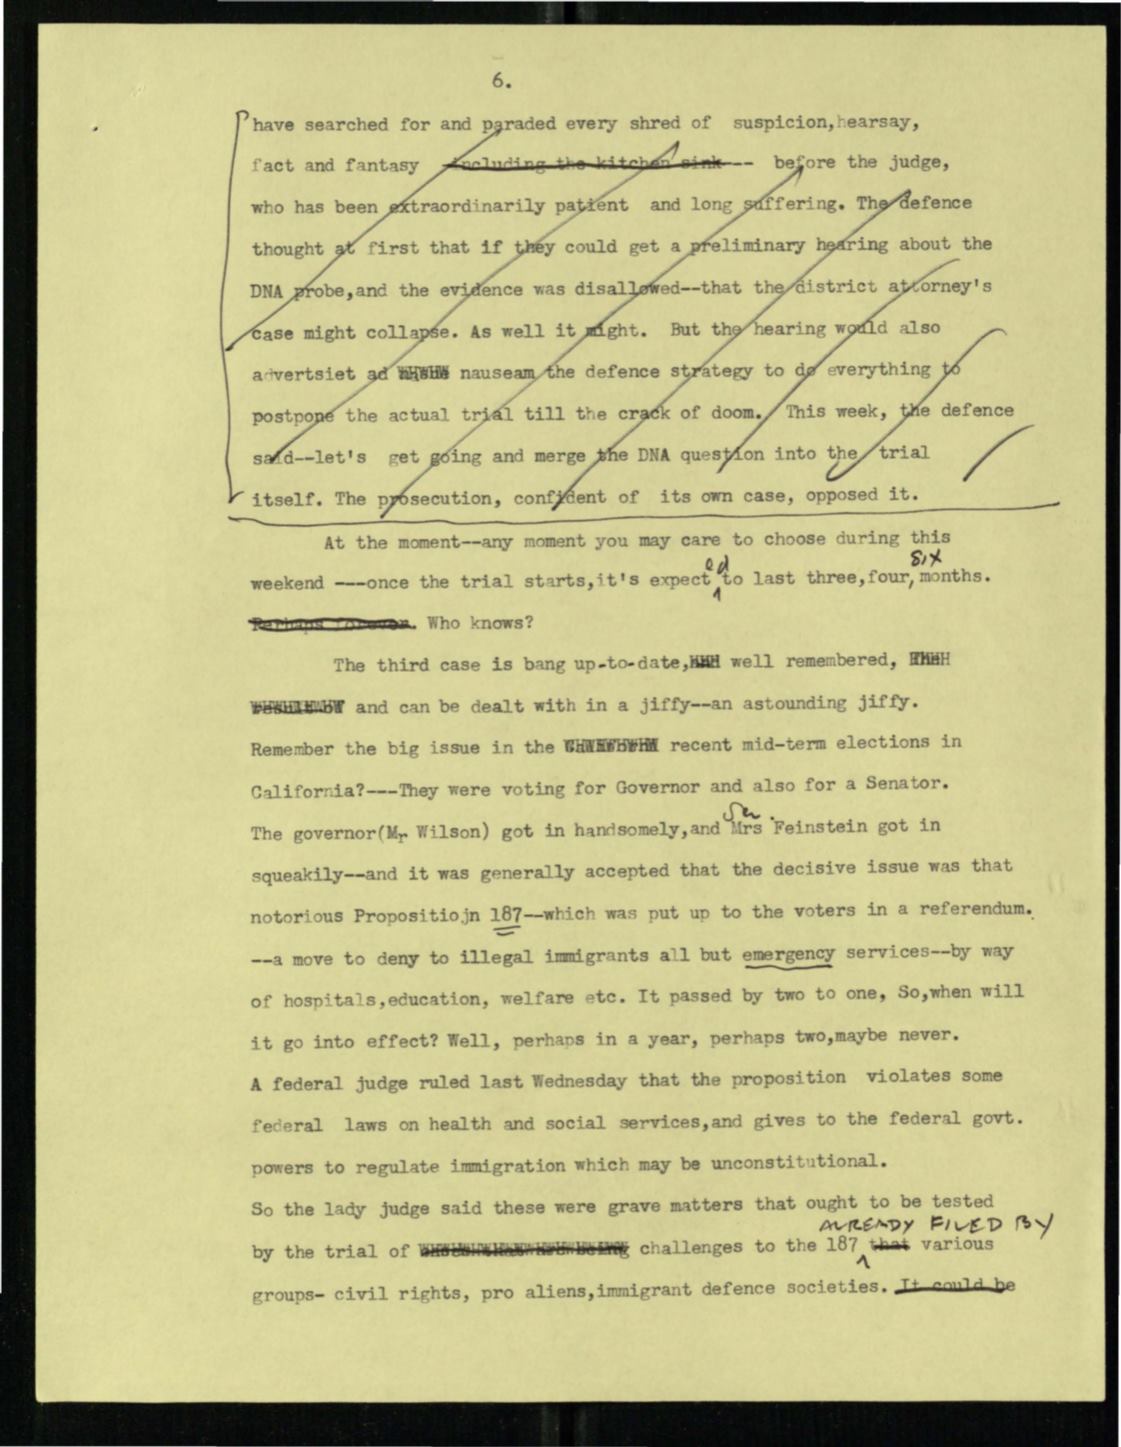 6.
have searched for and paraded every shred of suspicion,hearsay,
fact and fantasy including the kitchen sink-- before the judge,
who has been extraordinarily patient and long suffering. The defence
thought at first that if they could get a preliminary hearing about the
DNA probe,and the evidence was disallowed--that the district attorney's
case might collapse. As well it might. But the hearing would also
advertsiet ad nauseam the defence strategy to do everything to
postpone the actual trial till the crack of doom. This week, the defence
said--let's get going and merge the DNA question into the trial
itself. The prosecution, confident of its own case, opposed it.
At the moment--any moment you may care to choose during this
six
ed
weekend ---once the trial starts,it's expect to last three,four, months.
Perhaps forever. Who knows?
The third case is bang up-to-date, well remembered,
and can be dealt with in a jiffy--an astounding jiffy.
Remember the big issue in the recent mid-term elections in
California?---They were voting for Governor and also for a Senator.
Sen.
The governor(Mr Wilson) got in handsomely,and Mrs Feinstein got in
squeakily--and it was generally accepted that the decisive issue was that
notorious Propositiojn 187--which was put up to the voters in a referendum.
--a move to deny to illegal immigrants all but emergency services--by way
of hospitals,education, welfare etc. It passed by two to one, So,when will
it go into effect? Well, perhaps in a year, perhaps two,maybe never.
A federal judge ruled last Wednesday that the proposition violates some
federal laws on health and social services,and gives to the federal govt.
powers to regulate immigration which may be unconstitutional.
So the lady judge said these were grave matters that ought to be tested
ALREADY FILED BY
by the trial of challenges to the 187 that various
groups- civil rights, pro aliens,immigrant defence societies. It could be